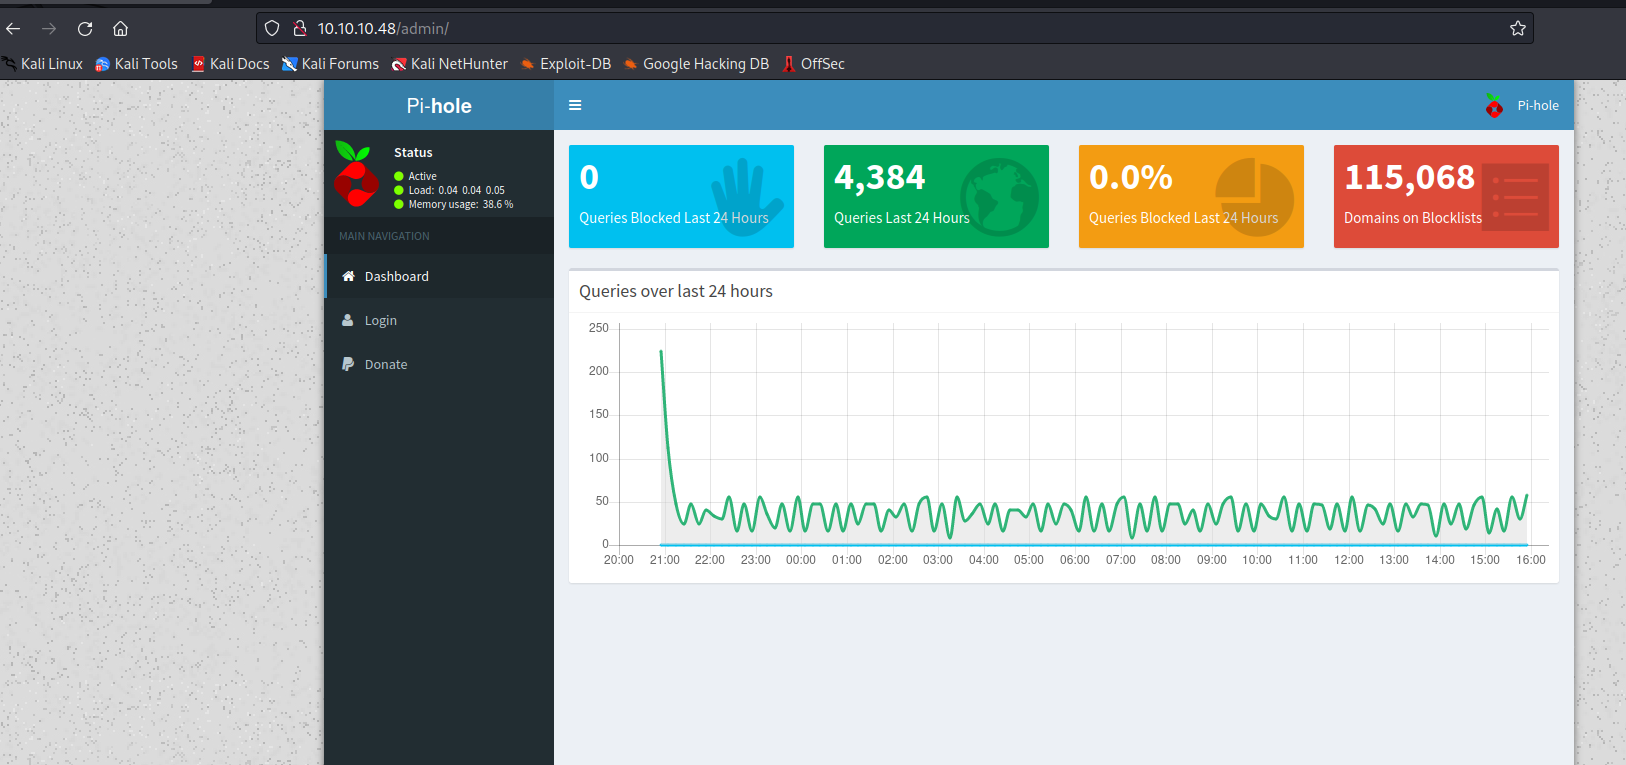 10.10.10.48/admin/
Kali Linux Kali Tools Kali Docs Kali Forums Kali NetHunter Exploit-DB Google Hacking DB OffSec
Pi-hole
Pi-hole
Status
Active
Load: 0.04 0.04 0.05
Memory usage: 38.6 %
MAIN NAVIGATION
Dashboard
Login
Donate
0
Queries Blocked Last 24 Hours
4,384
Queries Last 24 Hours
0.0%
Queries Blocked Last 24 Hours
115,068
Domains on Blocklists
Queries over last 24 hours
250
200
150
100
50
0
20:00 21:00 22:00 23:00 00:00 01:00 02:00 03:00 04:00 05:00 06:00 07:00 08:00 09:00 10:00 11:00 12:00 13:00 14:00 15:00 16:00